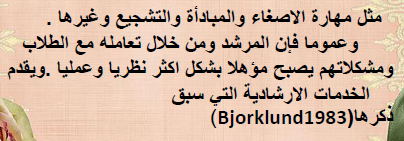 مثل مهارة الاصغاء والمبادأة والتشجيع وغيرها .
وعموما فإن المرشد ومن خلال تعامله مع الطلاب
ومشكلاتهم يصبح مؤهلا بشكل اكثر نظريا وعمليا .ويقدم
الخدمات الارشادية التي سبق
ذكرها(Bjorklund1983)